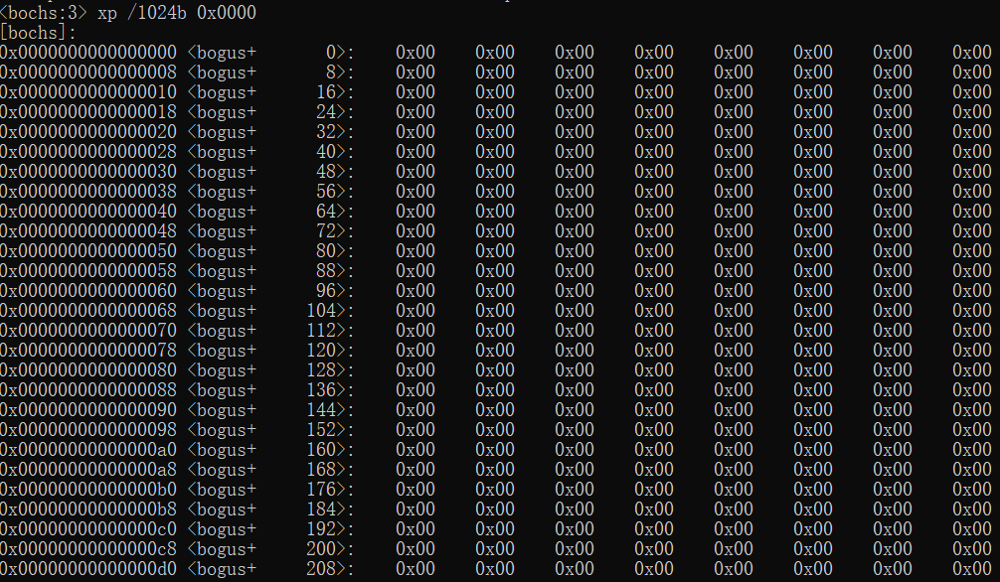 <bochs:3> xp /1024b 0x0000
[bochs]:
0x0000000000000000 <bogus+       0>:    0x00    0x00    0x00    0x00    0x00    0x00    0x00    0x00
0x0000000000000008 <bogus+       8>:    0x00    0x00    0x00    0x00    0x00    0x00    0x00    0x00
0x0000000000000010 <bogus+      16>:    0x00    0x00    0x00    0x00    0x00    0x00    0x00    0x00
0x0000000000000018 <bogus+      24>:    0x00    0x00    0x00    0x00    0x00    0x00    0x00    0x00
0x0000000000000020 <bogus+      32>:    0x00    0x00    0x00    0x00    0x00    0x00    0x00    0x00
0x0000000000000028 <bogus+      40>:    0x00    0x00    0x00    0x00    0x00    0x00    0x00    0x00
0x0000000000000030 <bogus+      48>:    0x00    0x00    0x00    0x00    0x00    0x00    0x00    0x00
0x0000000000000038 <bogus+      56>:    0x00    0x00    0x00    0x00    0x00    0x00    0x00    0x00
0x0000000000000040 <bogus+      64>:    0x00    0x00    0x00    0x00    0x00    0x00    0x00    0x00
0x0000000000000048 <bogus+      72>:    0x00    0x00    0x00    0x00    0x00    0x00    0x00    0x00
0x0000000000000050 <bogus+      80>:    0x00    0x00    0x00    0x00    0x00    0x00    0x00    0x00
0x0000000000000058 <bogus+      88>:    0x00    0x00    0x00    0x00    0x00    0x00    0x00    0x00
0x0000000000000060 <bogus+      96>:    0x00    0x00    0x00    0x00    0x00    0x00    0x00    0x00
0x0000000000000068 <bogus+     104>:    0x00    0x00    0x00    0x00    0x00    0x00    0x00    0x00
0x0000000000000070 <bogus+     112>:    0x00    0x00    0x00    0x00    0x00    0x00    0x00    0x00
0x0000000000000078 <bogus+     120>:    0x00    0x00    0x00    0x00    0x00    0x00    0x00    0x00
0x0000000000000080 <bogus+     128>:    0x00    0x00    0x00    0x00    0x00    0x00    0x00    0x00
0x0000000000000088 <bogus+     136>:    0x00    0x00    0x00    0x00    0x00    0x00    0x00    0x00
0x0000000000000090 <bogus+     144>:    0x00    0x00    0x00    0x00    0x00    0x00    0x00    0x00
0x0000000000000098 <bogus+     152>:    0x00    0x00    0x00    0x00    0x00    0x00    0x00    0x00
0x00000000000000a0 <bogus+     160>:    0x00    0x00    0x00    0x00    0x00    0x00    0x00    0x00
0x00000000000000a8 <bogus+     168>:    0x00    0x00    0x00    0x00    0x00    0x00    0x00    0x00
0x00000000000000b0 <bogus+     176>:    0x00    0x00    0x00    0x00    0x00    0x00    0x00    0x00
0x00000000000000b8 <bogus+     184>:    0x00    0x00    0x00    0x00    0x00    0x00    0x00    0x00
0x00000000000000c0 <bogus+     192>:    0x00    0x00    0x00    0x00    0x00    0x00    0x00    0x00
0x00000000000000c8 <bogus+     200>:    0x00    0x00    0x00    0x00    0x00    0x00    0x00    0x00
0x00000000000000d0 <bogus+     208>:    0x00    0x00    0x00    0x00    0x00    0x00    0x00    0x00